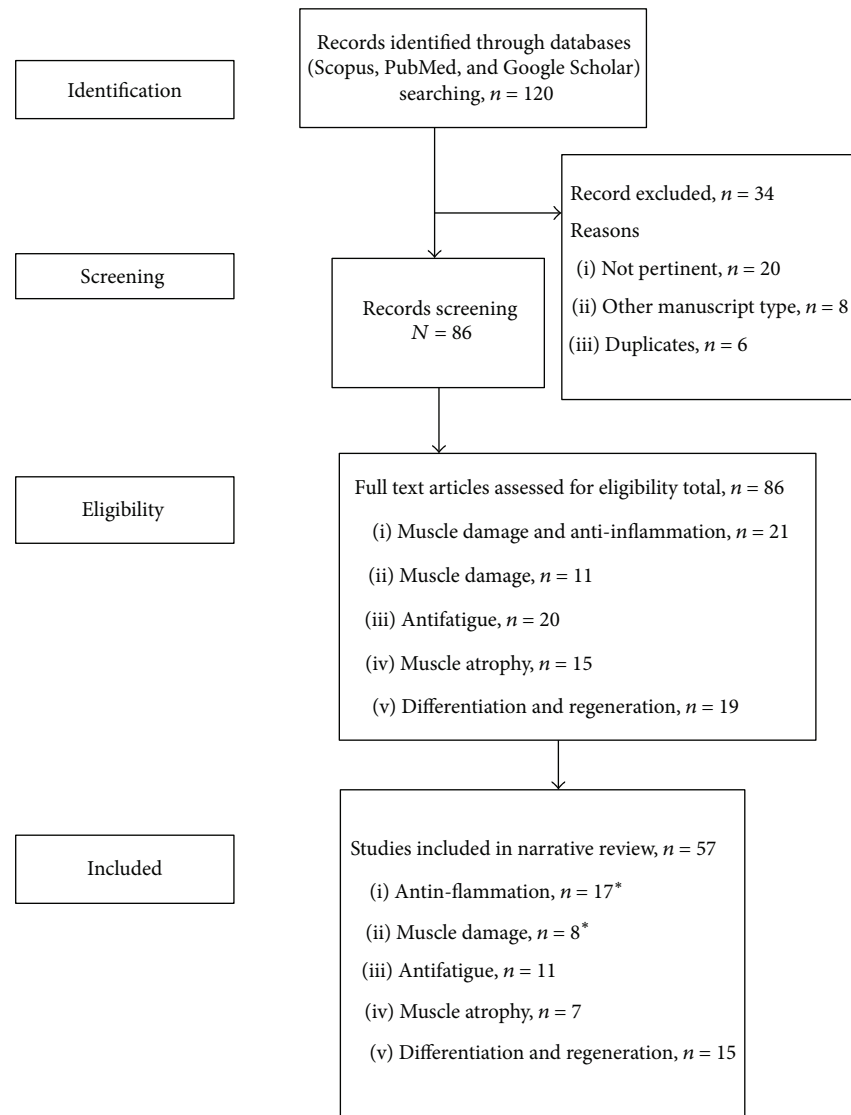 Identification
Records identified through databases
(Scopus, PubMed, and Google Scholar)
searching, n = 120
Record excluded, n = 34
Reasons
(i) Not pertinent, n = 20
(ii) Other manuscript type, n = 8
(iii) Duplicates, n = 6
Screening
Records screening
N = 86
Eligibility
Full text articles assessed for eligibility total, n = 86
(i) Muscle damage and anti-inflammation, n = 21
(ii) Muscle damage, n = 11
(iii) Antifatigue, n = 20
(iv) Muscle atrophy, n = 15
(v) Differentiation and regeneration, n = 19
Included
Studies included in narrative review, n = 57
(i) Antin-flammation, n = 17*
(ii) Muscle damage, n = 8*
(iii) Antifatigue, n = 11
(iv) Muscle atrophy, n = 7
(v) Differentiation and regeneration, n = 15